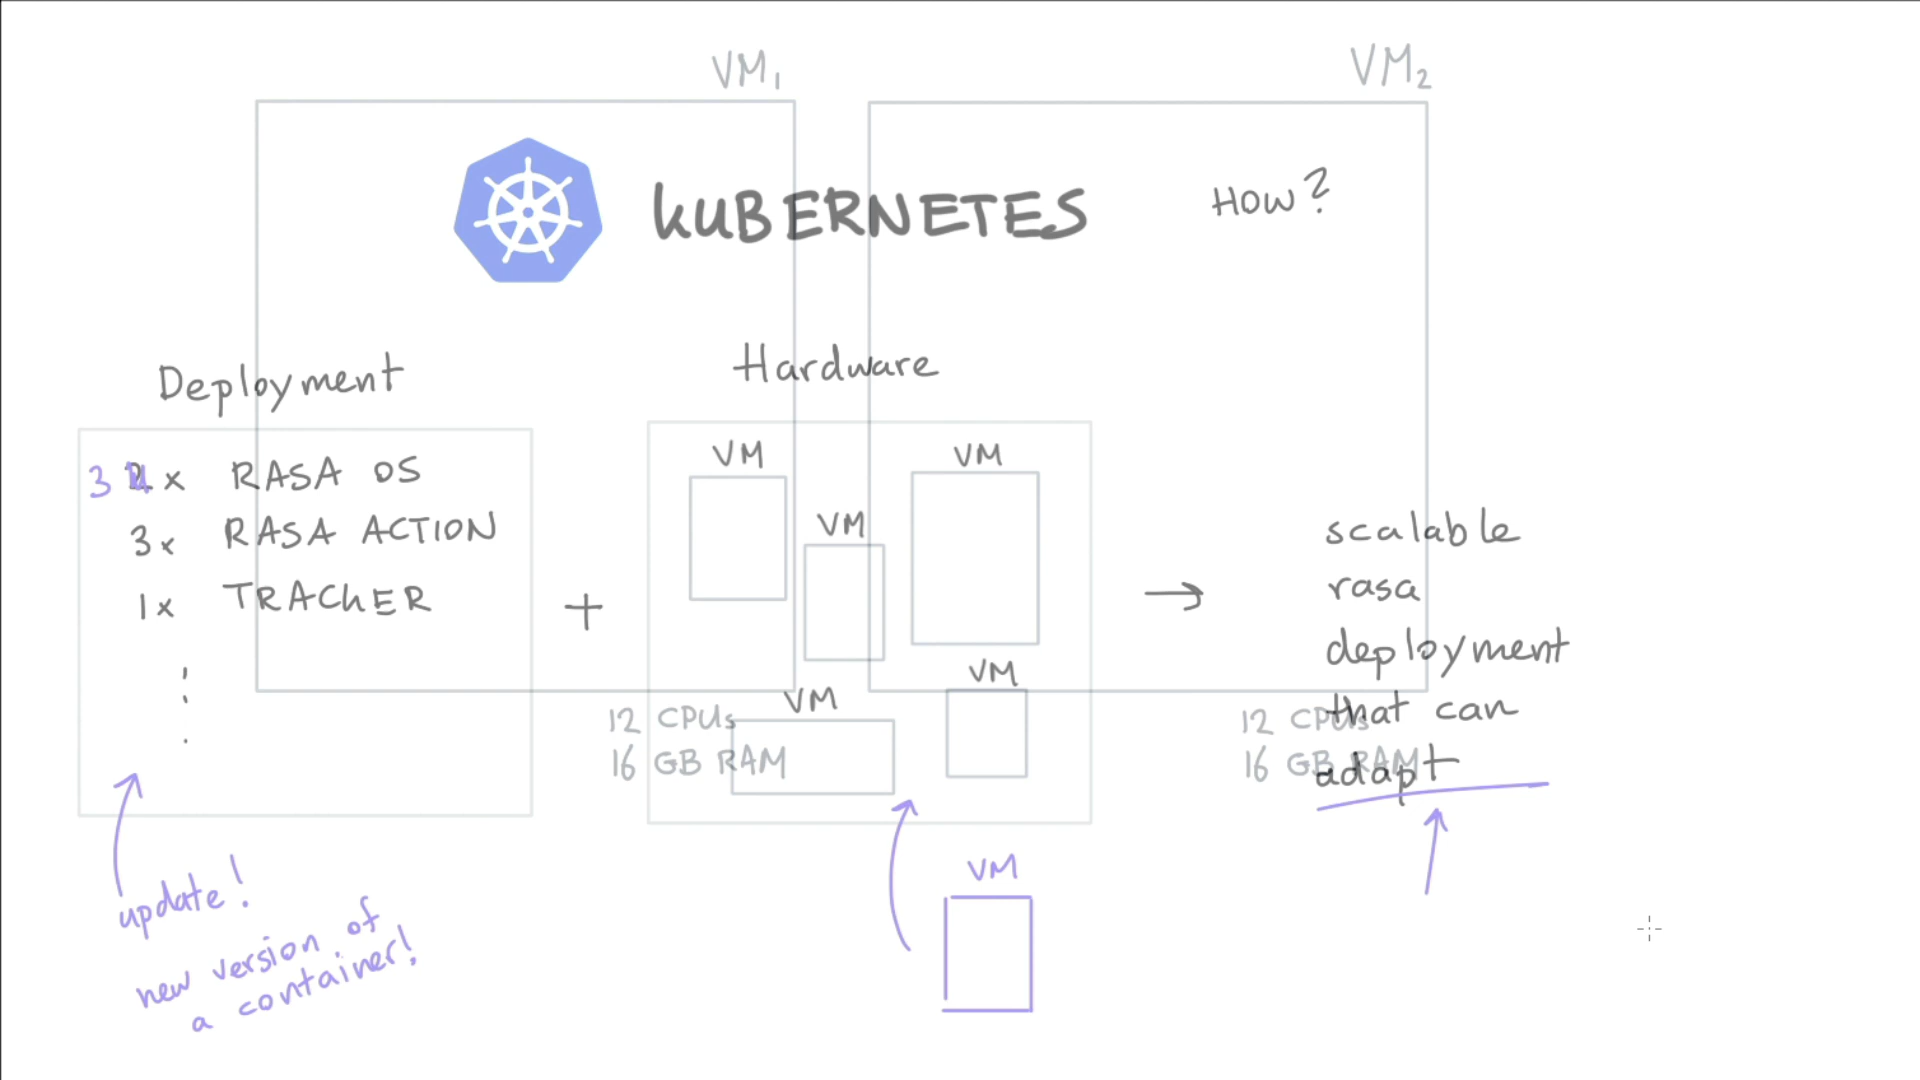 VM1
VM2
KUBERNETES
How?
Deployment
Hardware
3 x RASA OS
3x RASA ACTION
1x TRACKER
+
VM
VM
VM
VM
VM
→
scalable
rasa
deployment
that can
adapt
12 CPUs
16 GB RAM
12 CPUs
16 GB RAM
update!
new version of
a container!
VM